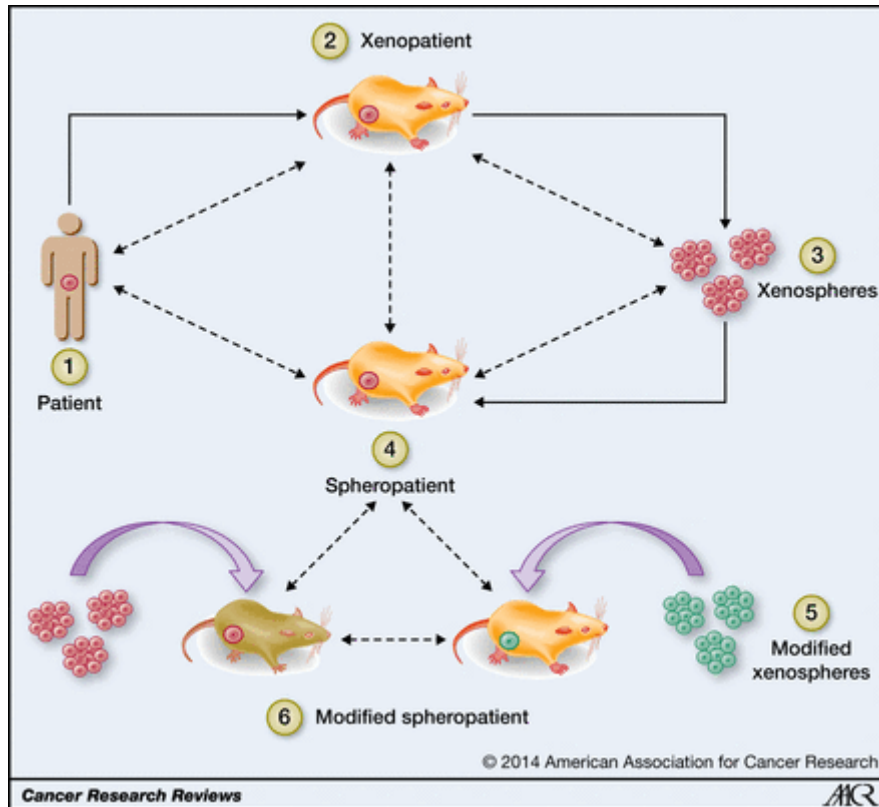 2 Xenopatient
3
Xenospheres
1
Patient
4
Spheropatient
5
Modified
xenospheres
6 Modified spheropatient
© 2014 American Association for Cancer Research
Cancer Research Reviews
AACR